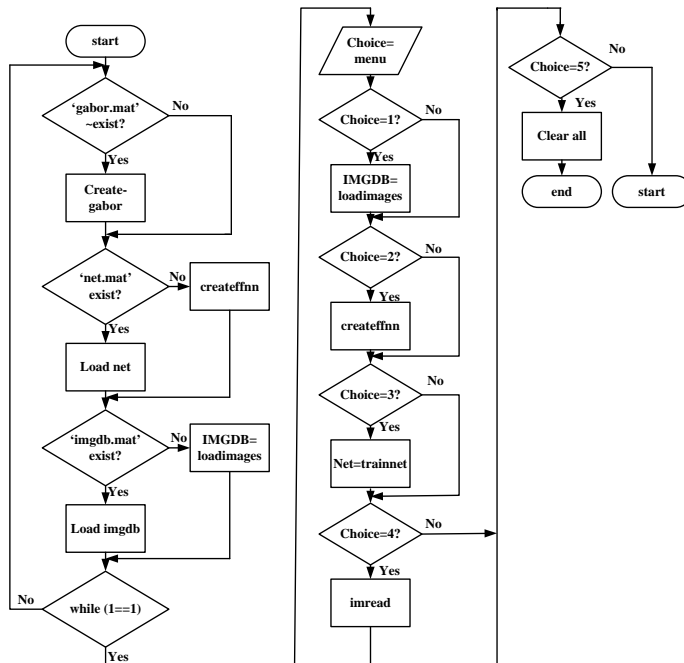 start
'gabor.mat'
~exist?
No
Yes
Create-
gabor
'net.mat'
exist?
No
createffnn
Yes
Load net
'imgdb.mat'
exist?
No
IMGDB=
loadimages
Yes
Load imgdb
No
while (1==1)
Yes
Choice=
menu
Choice=1?
No
Yes
IMGDB=
loadimages
Choice=2?
No
Yes
createffnn
Choice=3?
No
Yes
Net=trainnet
Choice=4?
No
Yes
imread
Choice=5?
No
Yes
Clear all
end
start